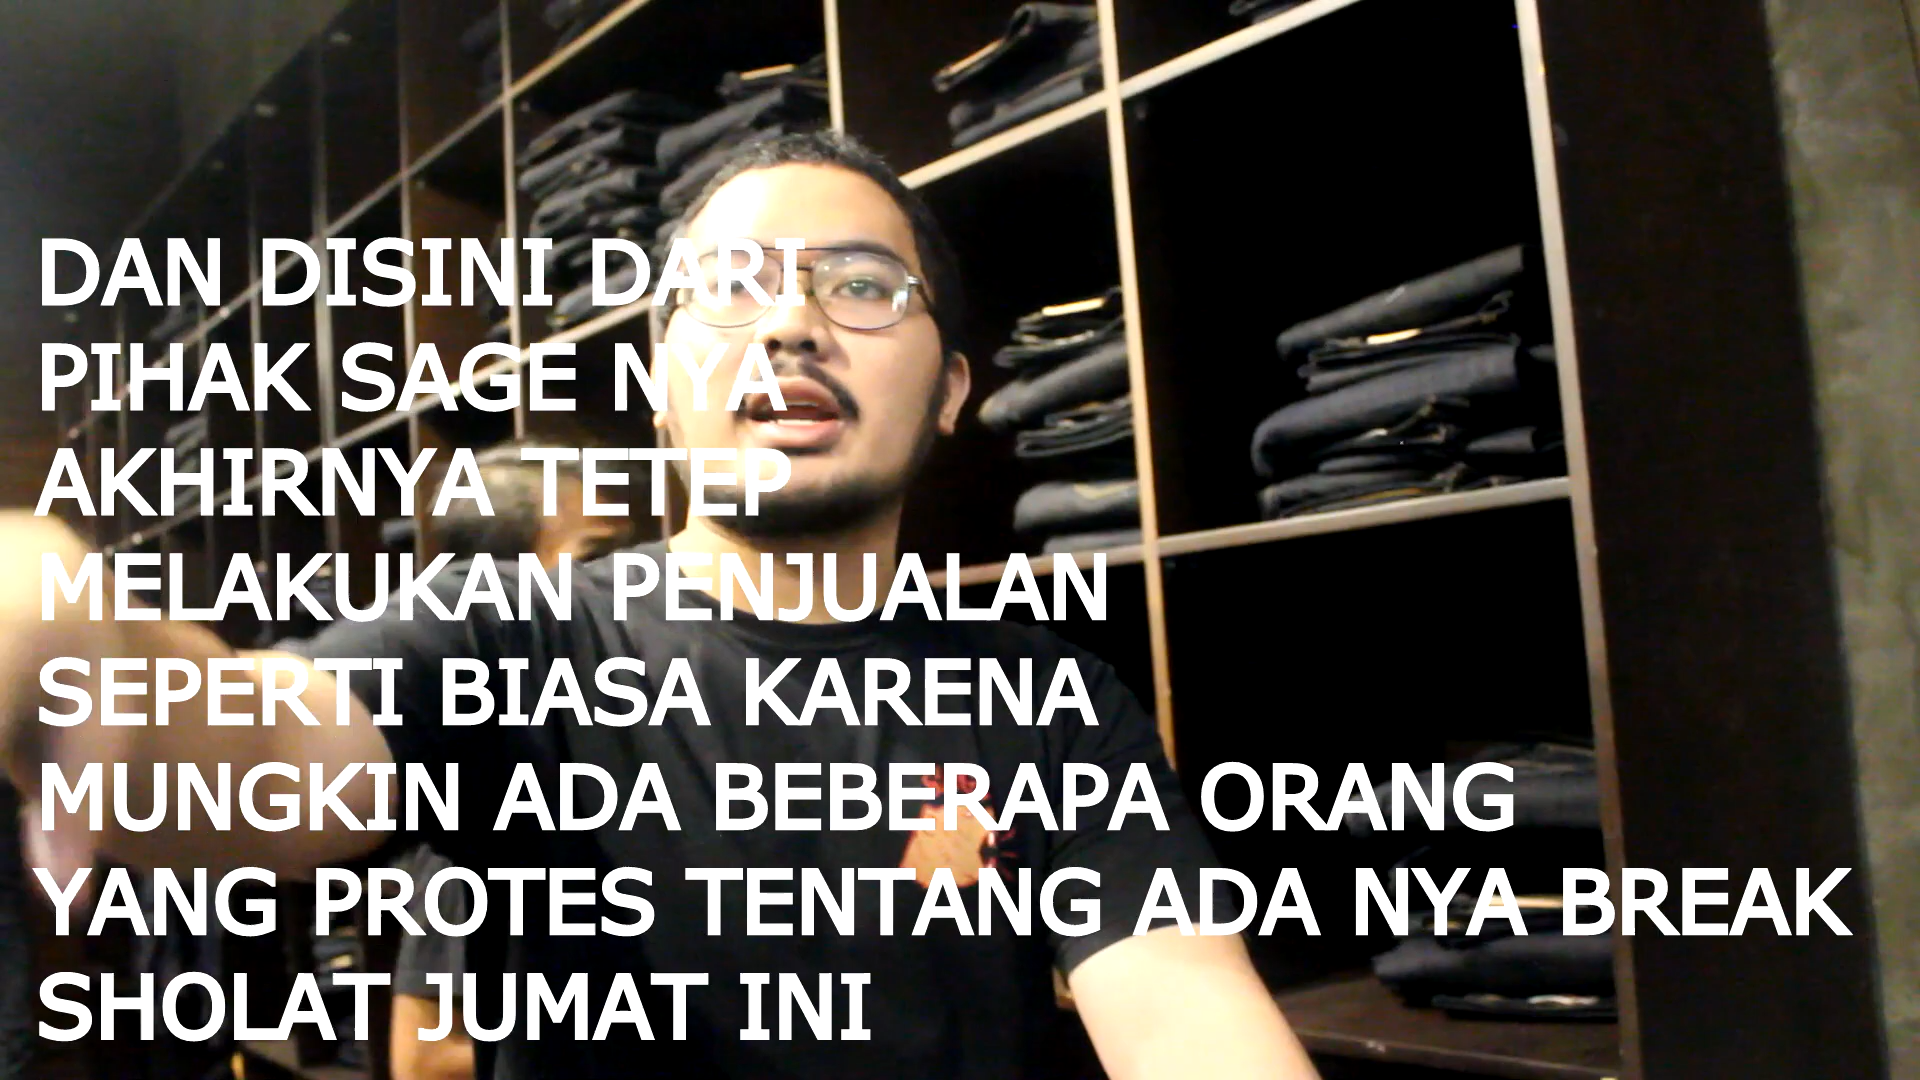 DAN DISINI DARI
PIHAK SAGE NYA
AKHIRNYA TETEP
MELAKUKAN PENJUALAN
SEPERTI BIASA KARENA
MUNGKIN ADA BEBERAPA ORANG
YANG PROTES TENTANG ADA NYA BREAK
SHOLAT JUMAT INI